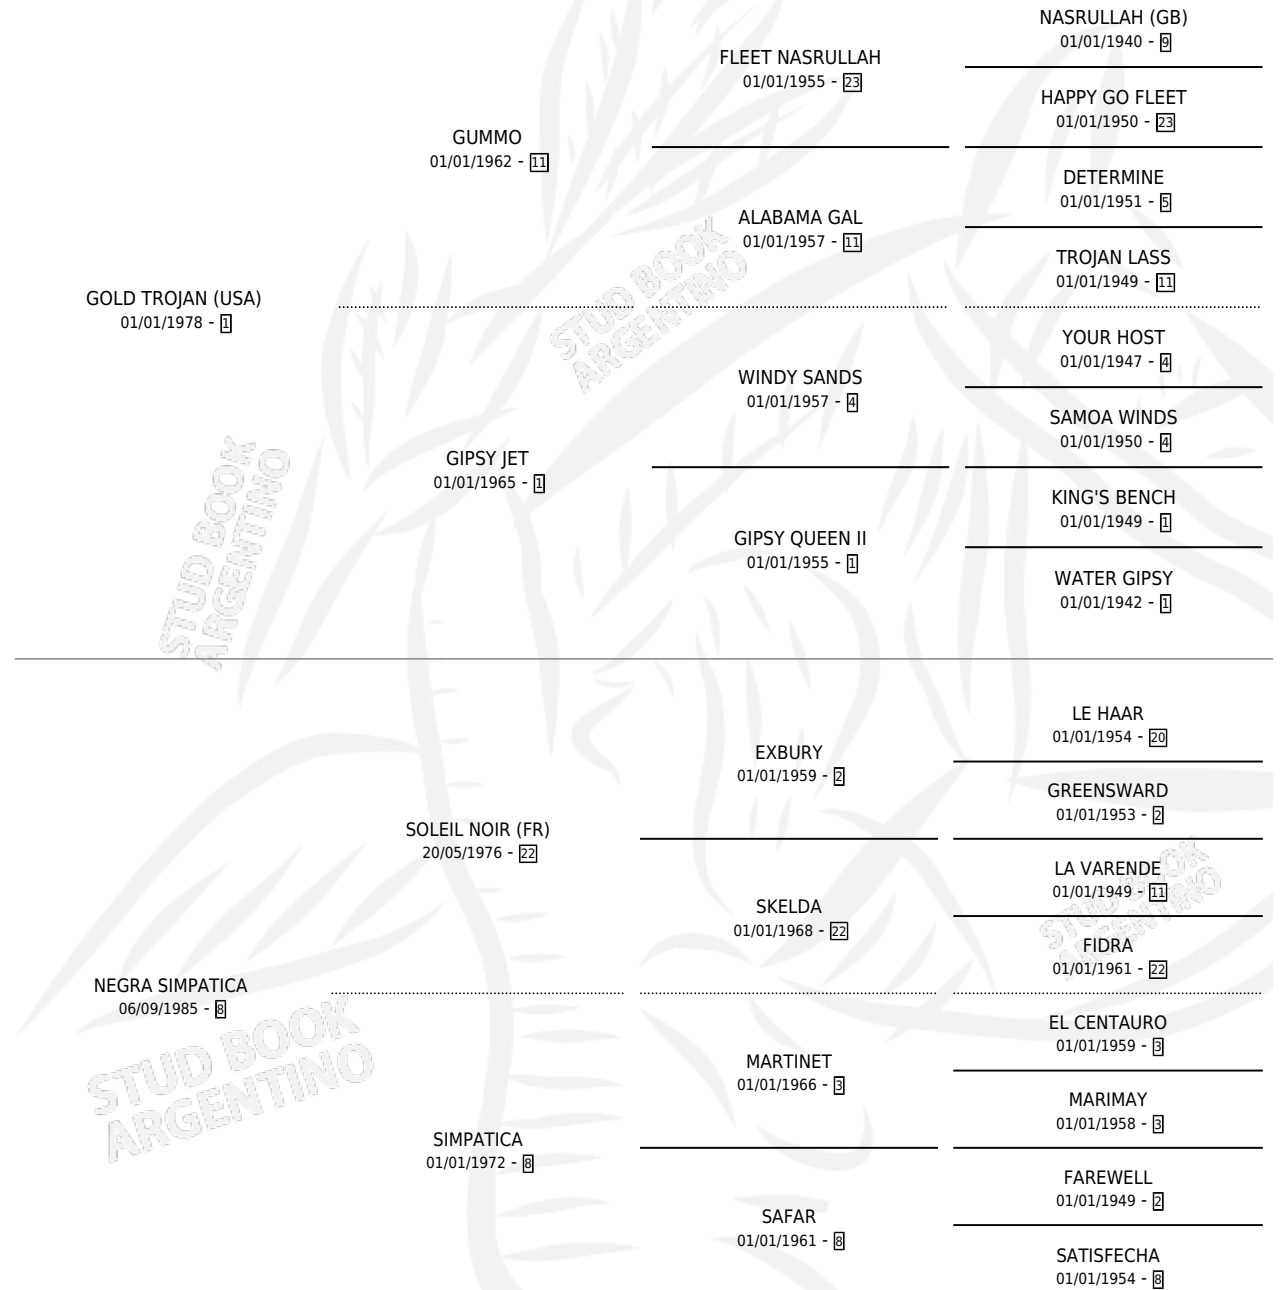 NASRULLAH (GB)
01/01/1940 - 9
FLEET NASRULLAH
01/01/1955 - 23
HAPPY GO FLEET
01/01/1950 - 23
GUMMO
01/01/1962 - 11
DETERMINE
01/01/1951 - 5
ALABAMA GAL
01/01/1957 - 11
TROJAN LASS
01/01/1949 - 11
GOLD TROJAN (USA)
01/01/1978 - 1
YOUR HOST
01/01/1947 - 4
WINDY SANDS
01/01/1957 - 4
SAMOA WINDS
01/01/1950 - 4
GIPSY JET
01/01/1965 - 1
KING'S BENCH
01/01/1949 - 1
GIPSY QUEEN II
01/01/1955 - 1
WATER GIPSY
01/01/1942 - 1
LE HAAR
01/01/1954 - 20
EXBURY
01/01/1959 - 2
GREENSWARD
01/01/1953 - 2
SOLEIL NOIR (FR)
20/05/1976 - 22
LA VARENDE
01/01/1949 - 11
SKELDA
01/01/1968 - 22
FIDRA
01/01/1961 - 22
NEGRA SIMPATICA
06/09/1985 - 8
EL CENTAURO
01/01/1959 - 3
MARTINET
01/01/1966 - 3
MARIMAY
01/01/1958 - 3
SIMPATICA
01/01/1972 - 8
FAREWELL
01/01/1949 - 2
SAFAR
01/01/1961 - 8
SATISFECHA
01/01/1954 - 8
STUD BOOK
ARGENTINO
STUD BOOK
ARGENTINO
STUD BOOK
ARGENTINO
STUD BOOK
ARGENTINO